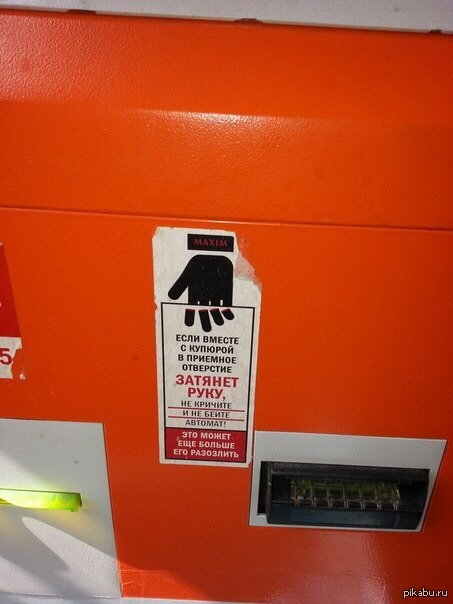 MAXIM
ЕСЛИ ВМЕСТЕ
С КУПЮРОЙ
В ПРИЕМНОЕ
ОТВЕРСТИЕ
ЗАТЯНЕТ
РУКУ,
НЕ КРИЧИТЕ
И НЕ БЕЙТЕ
АВТОМАТ!
ЭТО МОЖЕТ
ЕЩЕ БОЛЬШЕ
ЕГО РАЗОЗЛИТЬ
5
pikabu.ru